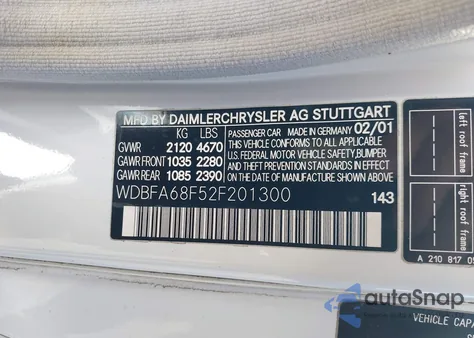 MFD BY DAIMLERCHRYSLER AG STUTTGART
KG LBS
GVWR 2120 4670
GAWR FRONT 1035 2280
GAWR REAR 1085 2390
PASSENGER CAR MADE IN GERMANY 02/01
THIS VEHICLE CONFORMS TO ALL APPLICABLE
U.S. FEDERAL MOTOR VEHICLE SAFETY
BUMPER AND THEFT PREVENTION STANDARDS IN EFFECT
ON THE DATE OF MANUFACTURE SHOWN ABOVE
WDBFA68F52F201300
143
left roof frame
right roof frame
A 210 817 05
autoSnap
VEHICLE CAPA